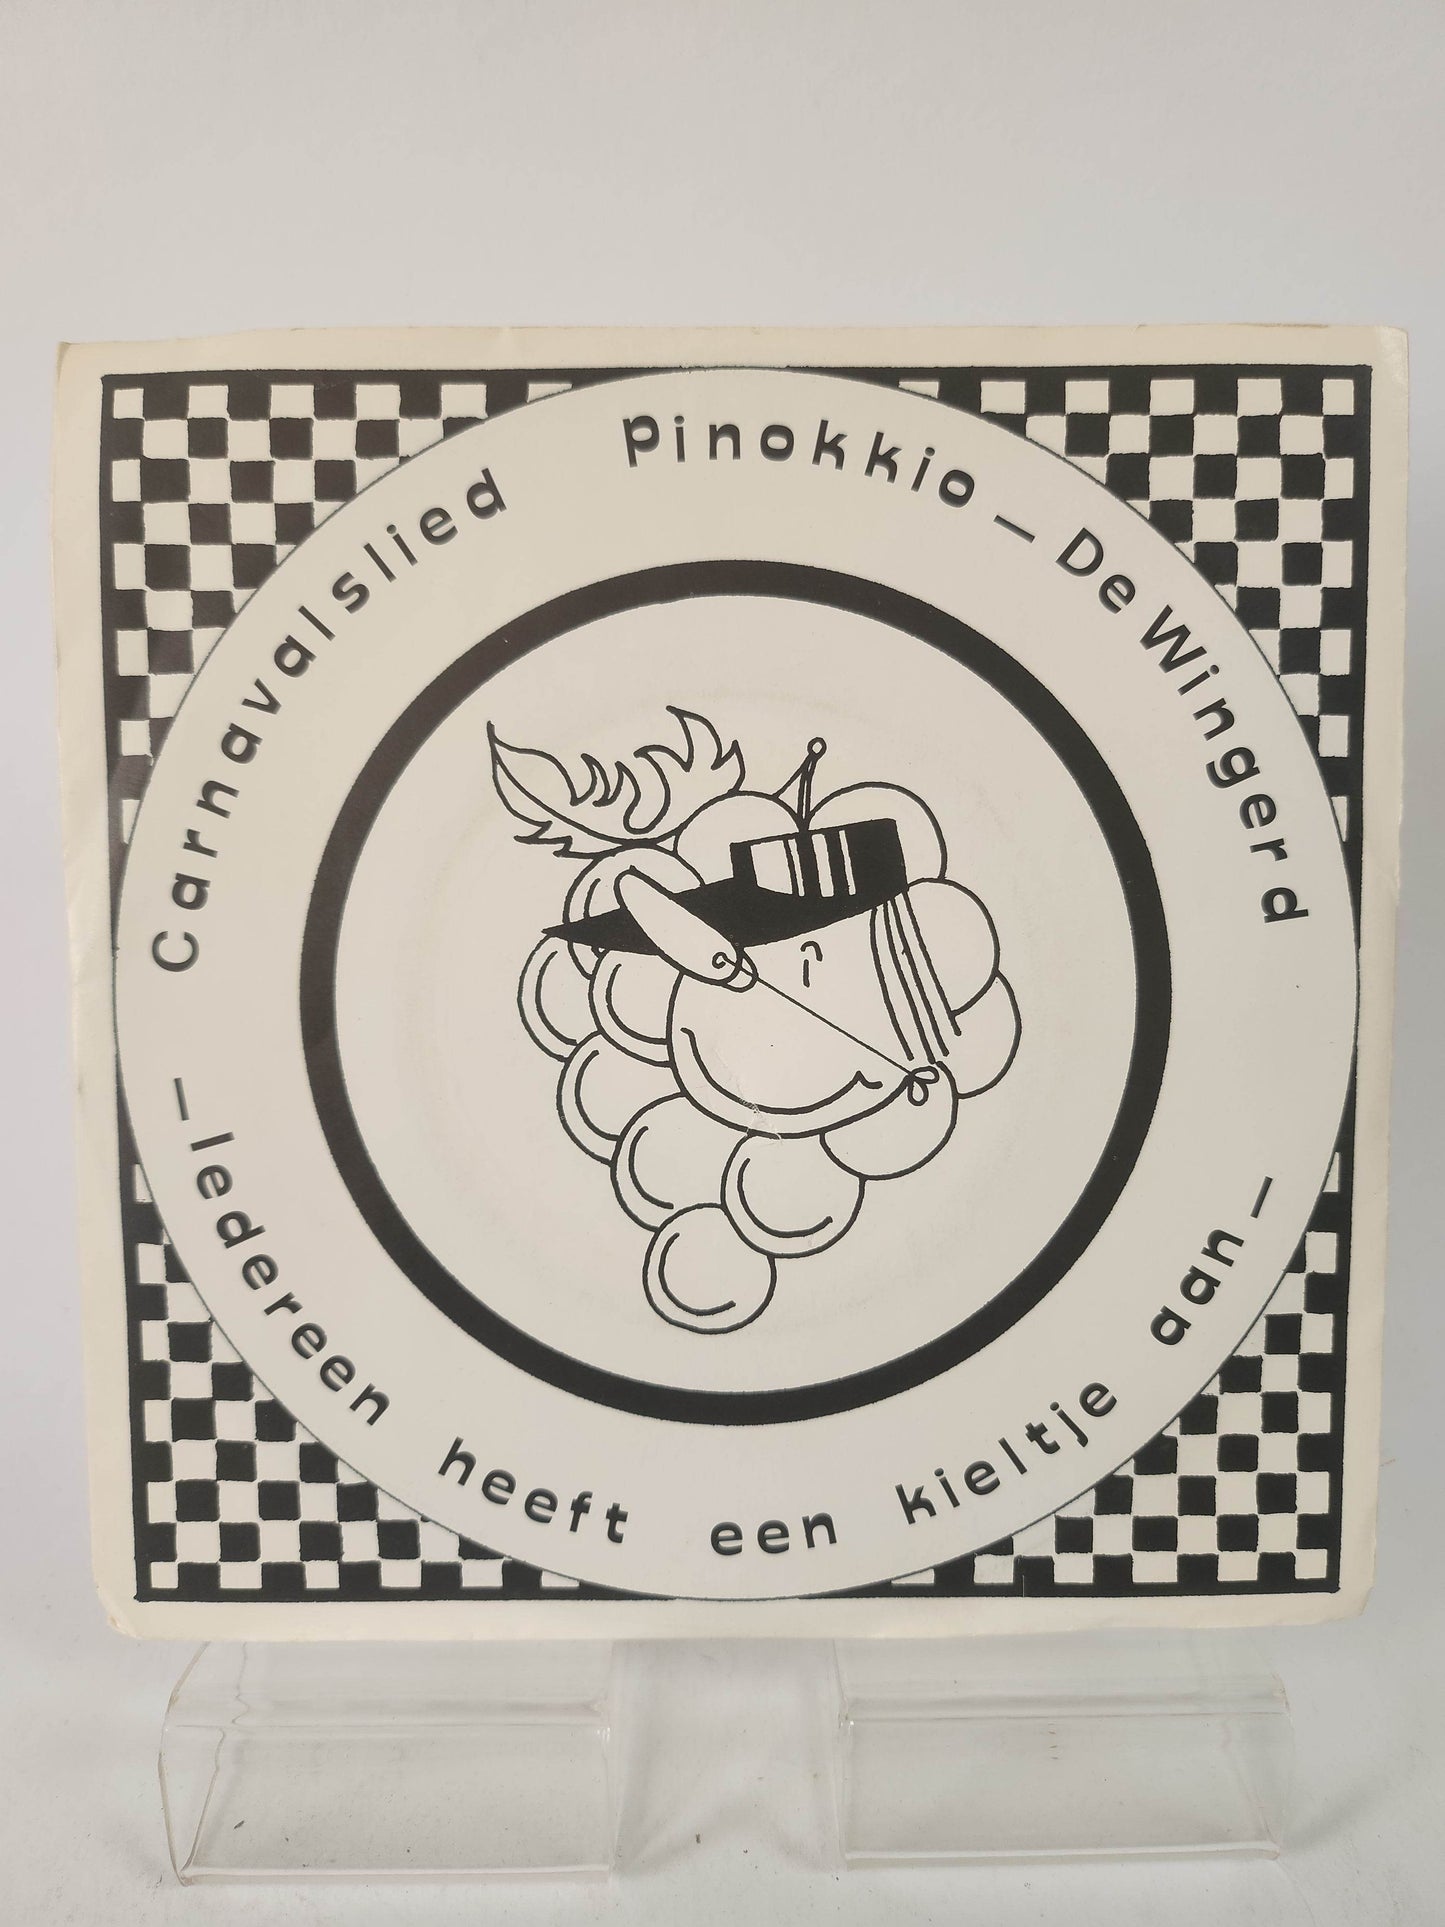 Carnavalslied Pinokkio – De Wingerd
– Iedereen heeft een kieltje aan –